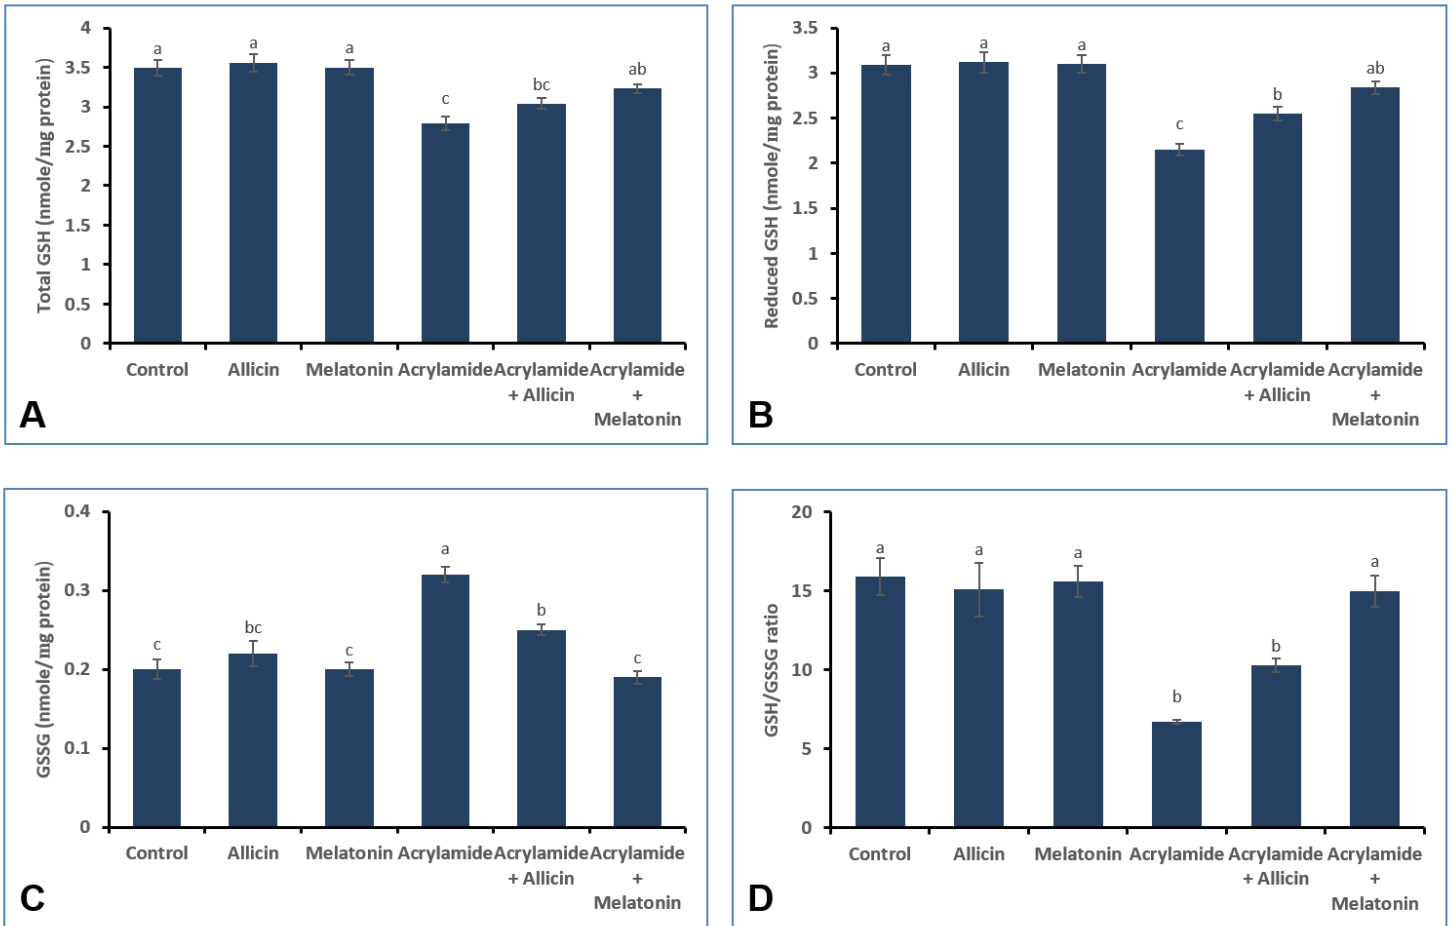 Total GSH (nmole/mg protein)
4
3.5
3
2.5
2
1.5
1
0.5
0
a
a
a
c
bc
ab
Control
Allicin
Melatonin
Acrylamide
Acrylamide
+ Allicin
Acrylamide
+
Melatonin
A
Reduced GSH (nmole/mg protein)
3.5
3
2.5
2
1.5
1
0.5
0
a
a
a
c
b
ab
Control
Allicin
Melatonin
Acrylamide
Acrylamide
+ Allicin
Acrylamide
+
Melatonin
B
GSSG (nmole/mg protein)
0.4
0.3
0.2
0.1
0
c
bc
c
a
b
c
Control
Allicin
Melatonin
Acrylamide
Acrylamide
+ Allicin
Acrylamide
+
Melatonin
C
GSH/GSSG ratio
20
15
10
5
0
a
a
a
b
b
a
Control
Allicin
Melatonin
Acrylamide
Acrylamide
+ Allicin
Acrylamide
+
Melatonin
D